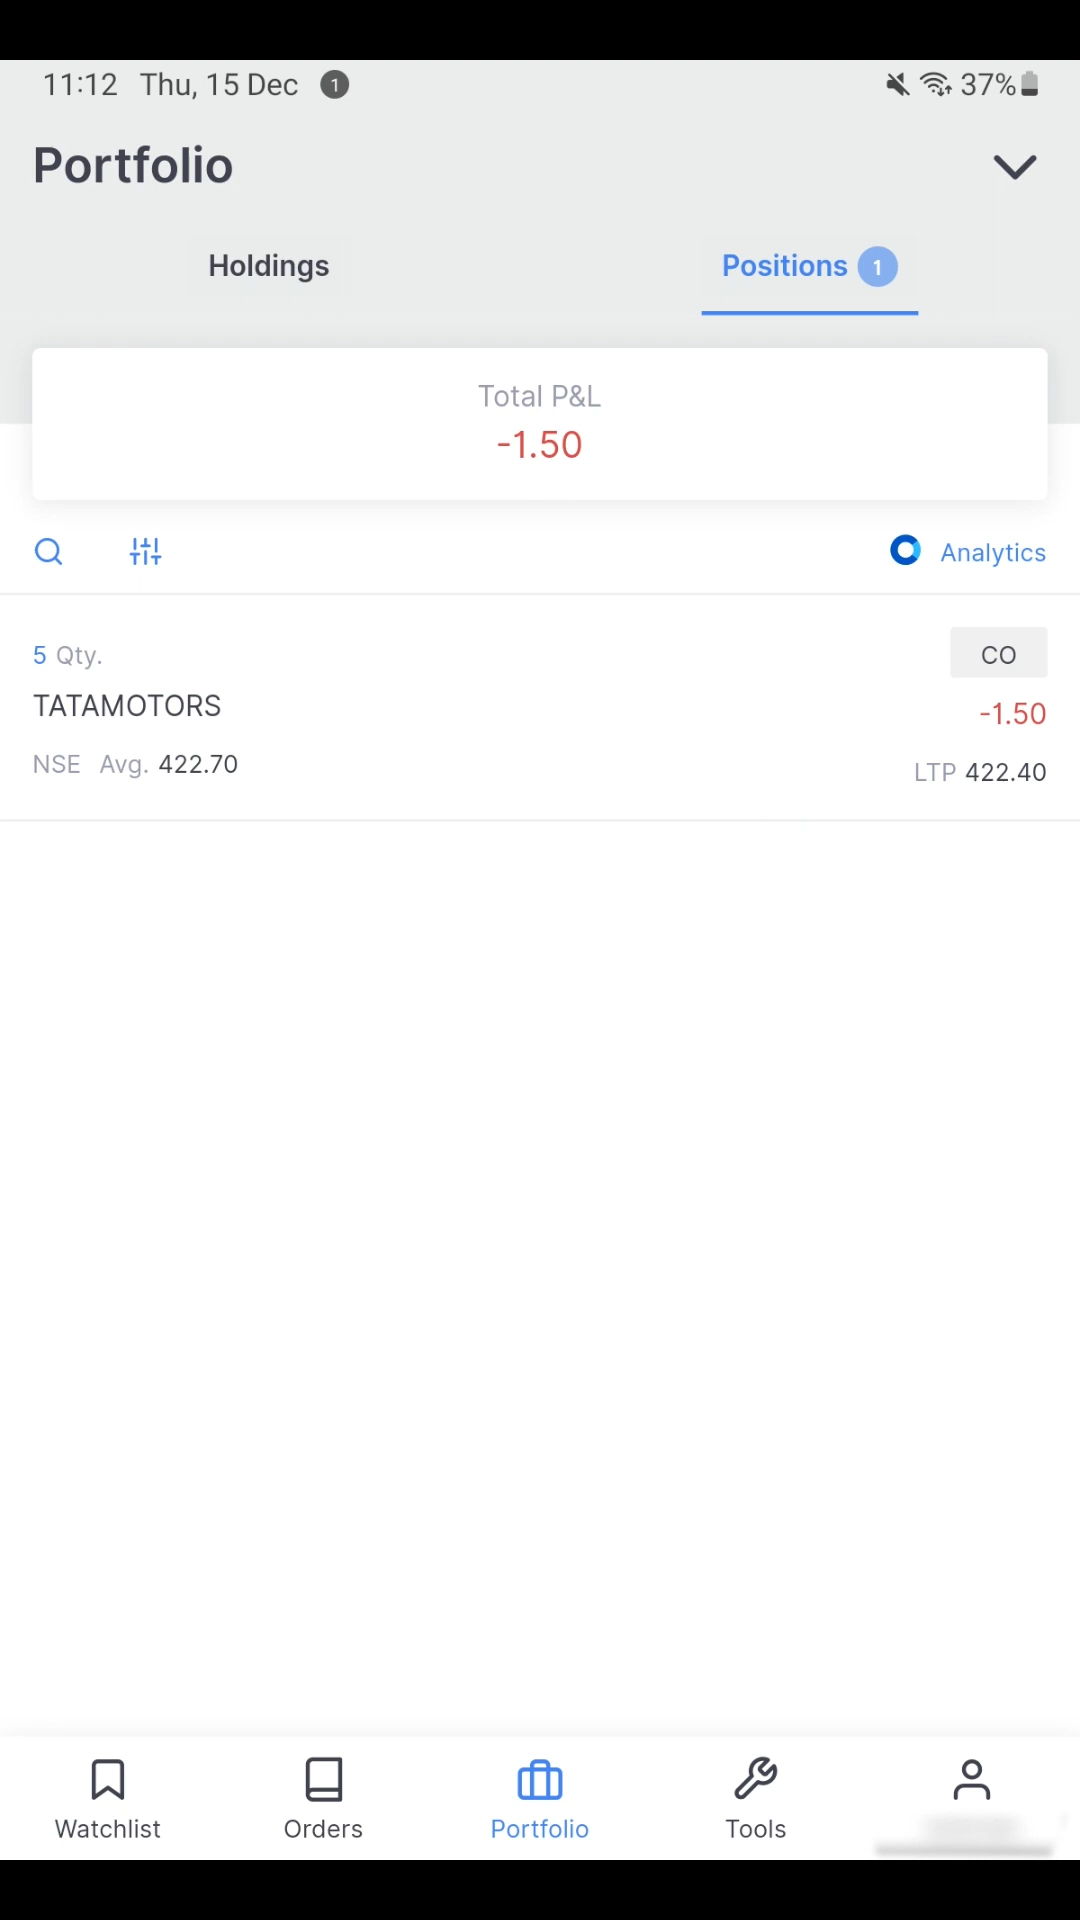 11:12 Thu, 15 Dec 1 37%
Portfolio
Holdings Positions 1
Total P&L
-1.50
Analytics
5 Qty. CO
TATAMOTORS -1.50
NSE Avg. 422.70 LTP 422.40
Watchlist Orders Portfolio Tools